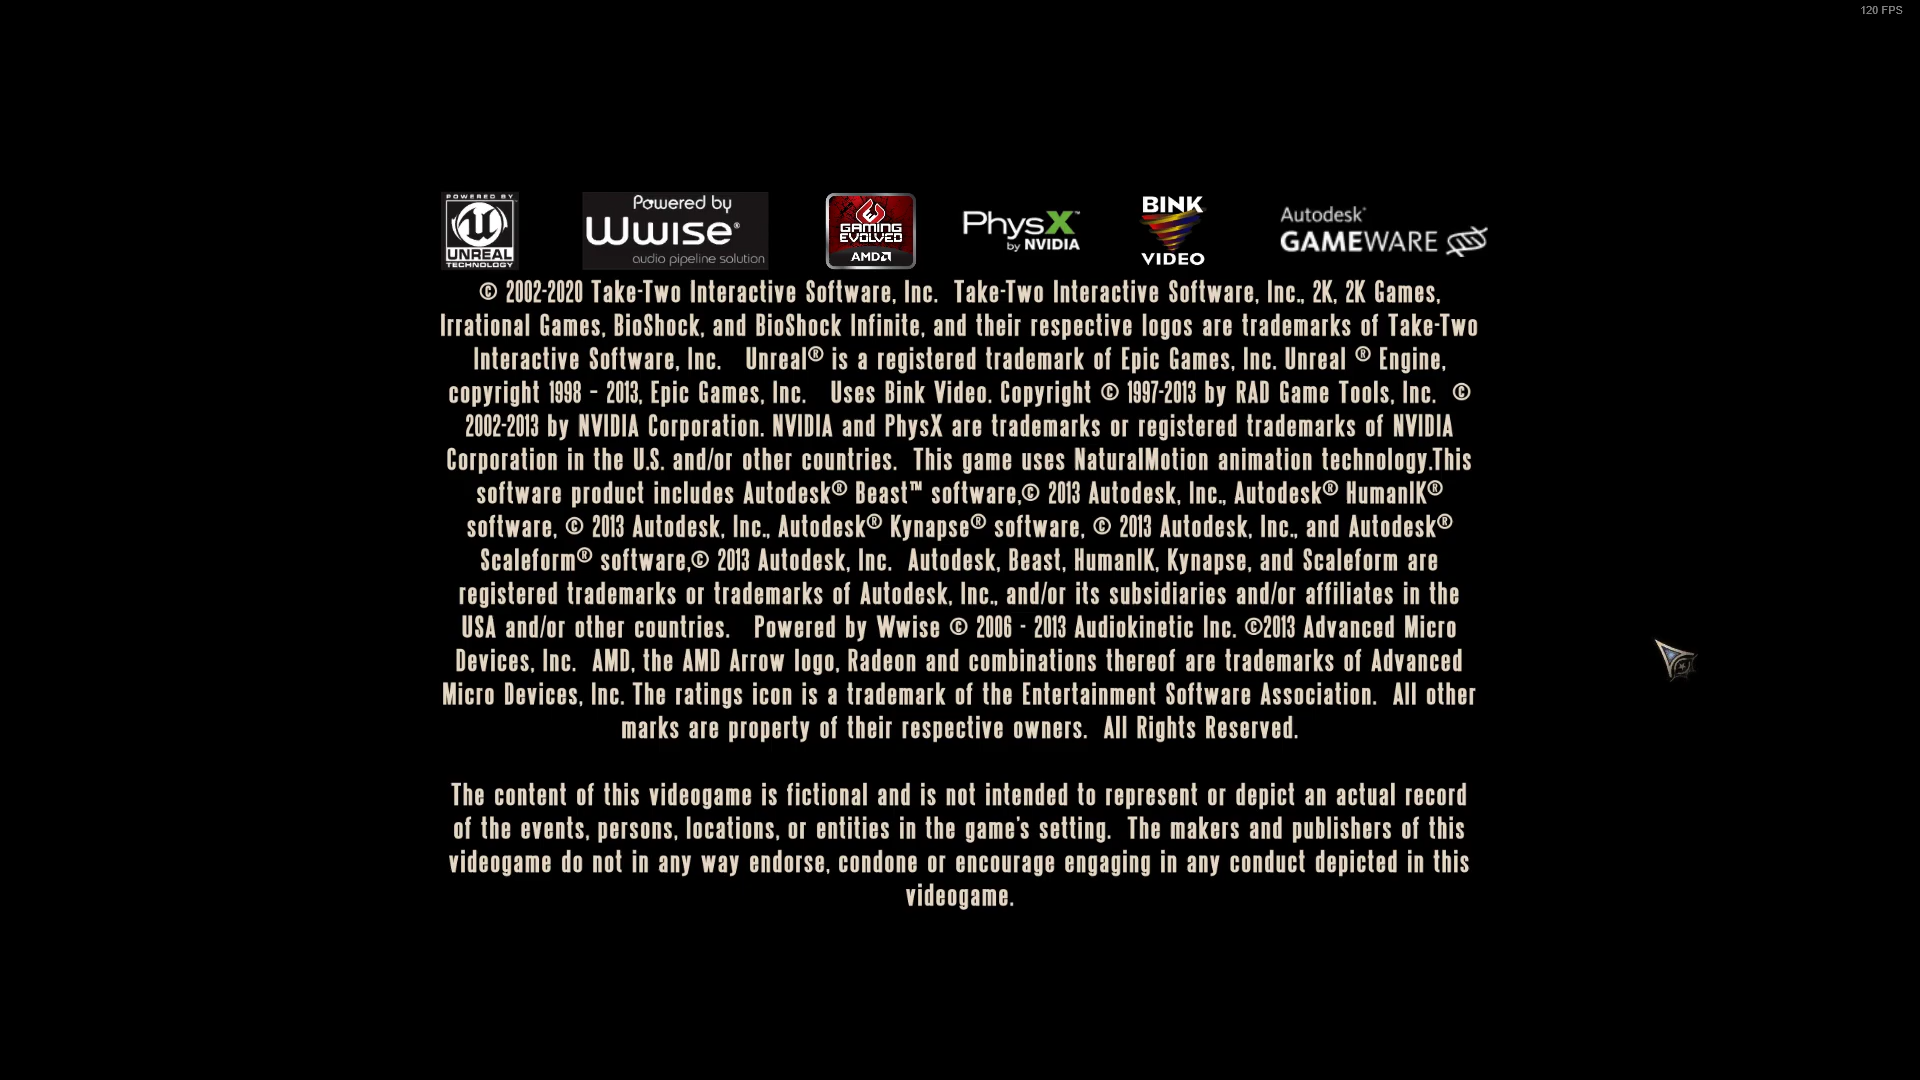 120 FPS
POWERED BY
UNREAL
TECHNOLOGY
Powered by
Wwise®
audio pipeline solution
GAMING
EVOLVED
AMD
PhysX™
by NVIDIA
BINK
VIDEO
Autodesk®
GAMEWARE
© 2002-2020 Take-Two Interactive Software, Inc.  Take-Two Interactive Software, Inc., 2K, 2K Games,
Irrational Games, BioShock, and BioShock Infinite, and their respective logos are trademarks of Take-Two
Interactive Software, Inc.   Unreal® is a registered trademark of Epic Games, Inc. Unreal ® Engine,
copyright 1998 - 2013, Epic Games, Inc.   Uses Bink Video. Copyright © 1997-2013 by RAD Game Tools, Inc.  ©
2002-2013 by NVIDIA Corporation. NVIDIA and PhysX are trademarks or registered trademarks of NVIDIA
Corporation in the U.S. and/or other countries.  This game uses NaturalMotion animation technology.This
software product includes Autodesk® Beast™ software,© 2013 Autodesk, Inc., Autodesk® HumanIK®
software, © 2013 Autodesk, Inc., Autodesk® Kynapse® software, © 2013 Autodesk, Inc., and Autodesk®
Scaleform® software,© 2013 Autodesk, Inc.  Autodesk, Beast, HumanIK, Kynapse, and Scaleform are
registered trademarks or trademarks of Autodesk, Inc., and/or its subsidiaries and/or affiliates in the
USA and/or other countries.   Powered by Wwise © 2006 - 2013 Audiokinetic Inc. ©2013 Advanced Micro
Devices, Inc.  AMD, the AMD Arrow logo, Radeon and combinations thereof are trademarks of Advanced
Micro Devices, Inc. The ratings icon is a trademark of the Entertainment Software Association.  All other
marks are property of their respective owners.  All Rights Reserved.
The content of this videogame is fictional and is not intended to represent or depict an actual record
of the events, persons, locations, or entities in the game's setting.  The makers and publishers of this
videogame do not in any way endorse, condone or encourage engaging in any conduct depicted in this
videogame.